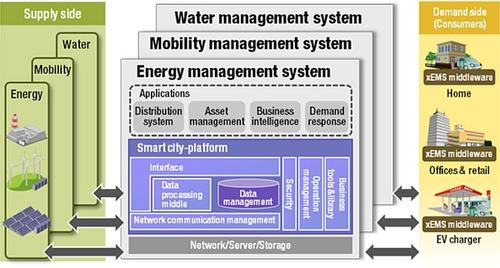 Supply side
Water
Mobility
Energy
Water management system
Mobility management system
Energy management system
Applications
Distribution
system
Asset
management
Business
intelligence
Demand
response
Smart city-platform
Interface
Data
processing
middle
Data
management
Network communication management
Security
Operation
management
Business
tools & library
Network/Server/Storage
Demand side
(Consumers)
xEMS middleware
Home
xEMS middleware
Offices & retail
xEMS middleware
EV charger